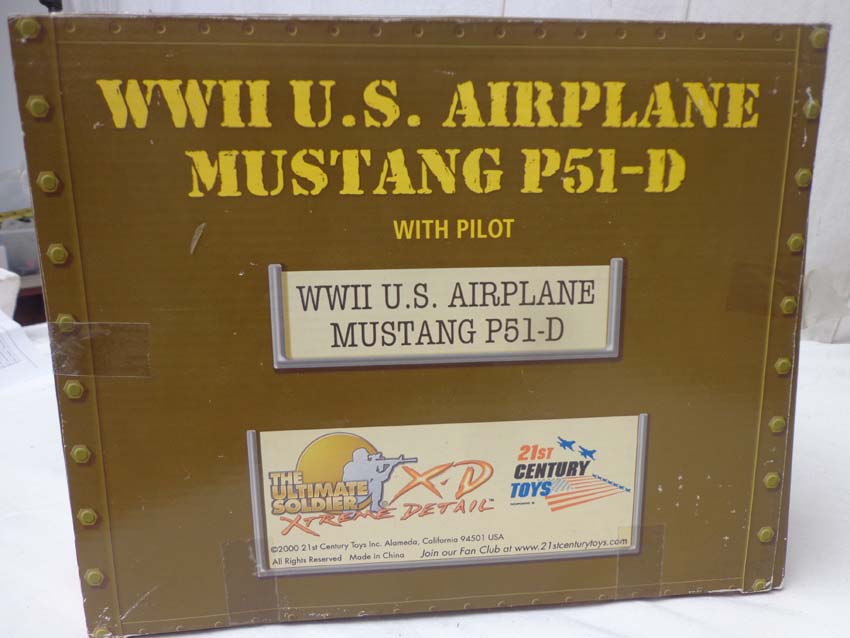 WWII U.S. AIRPLANE
MUSTANG P51-D
WITH PILOT
WWII U.S. AIRPLANE
MUSTANG P51-D
THE
ULTIMATE
SOLDIER®
X-D
XTREME DETAIL™
21ST
CENTURY
TOYS
©2000 21st Century Toys Inc. Alameda, California 94501 USA
All Rights Reserved Made in China Join our Fan Club at www.21stcenturytoys.com